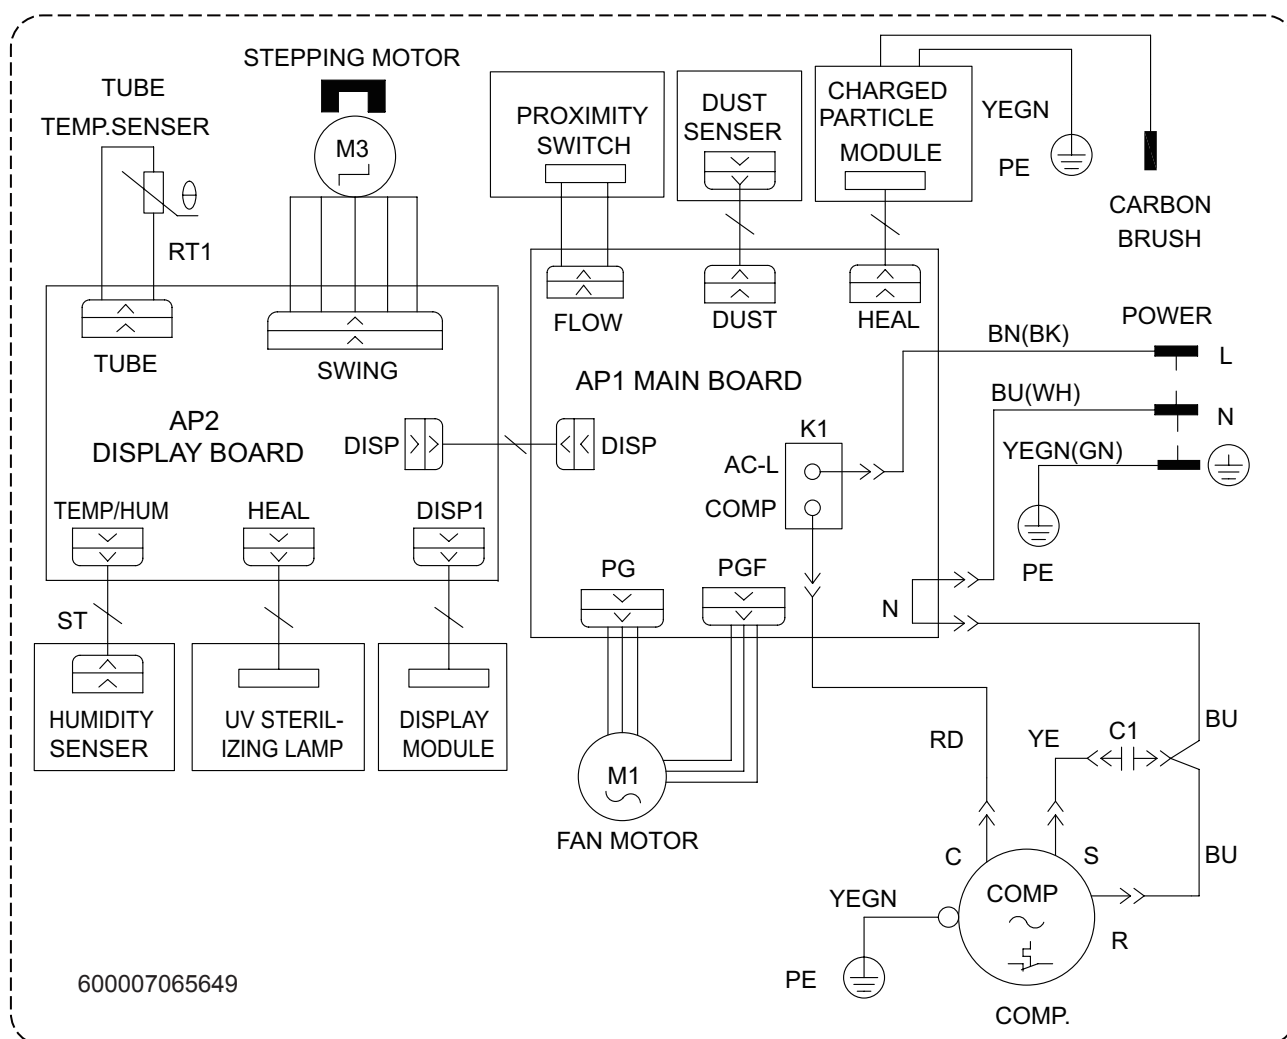 STEPPING MOTOR
TUBE
TEMP.SENSER
M3
θ
RT1
PROXIMITY
SWITCH
DUST
SENSER
CHARGED
PARTICLE
MODULE
YEGN
PE
CARBON
BRUSH
TUBE
SWING
FLOW
DUST
HEAL
AP1 MAIN BOARD
BN(BK)
POWER
L
BU(WH)
N
YEGN(GN)
PE
AP2
DISPLAY BOARD
DISP
DISP
K1
AC-L
COMP
TEMP/HUM
HEAL
DISP1
PG
PGF
N
ST
HUMIDITY
SENSER
UV STERIL-
IZING LAMP
DISPLAY
MODULE
M1
FAN MOTOR
RD
YE
C1
BU
BU
C
S
R
COMP
YEGN
PE
COMP.
600007065649